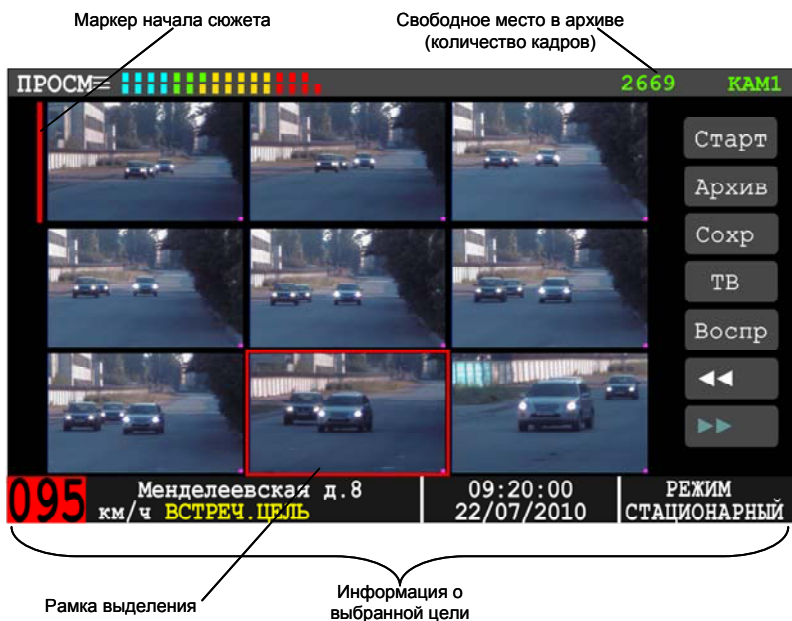 Маркер начала сюжета
Свободное место в архиве
(количество кадров)
ПРОСМ
2669 КАМ1
Старт
Архив
Сохр
ТВ
Воспр
095 км/ч
Менделеевская д.8
ВСТРЕЧ.ЦЕЛЬ
09:20:00
22/07/2010
РЕЖИМ
СТАЦИОНАРНЫЙ
Рамка выделения
Информация о
выбранной цели